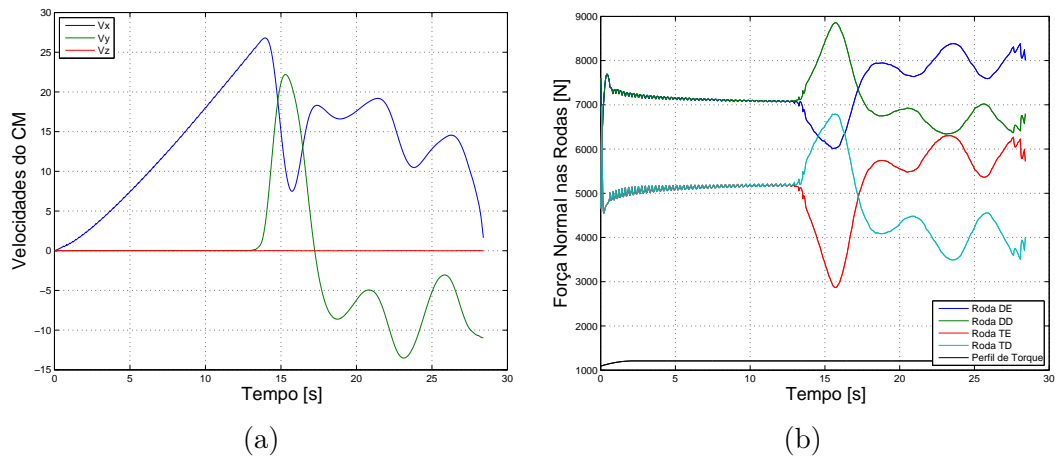 Vx
Vy
Vz
Velocidades do CM
30
25
20
15
10
5
0
−5
−10
−15
0 5 10 15 20 25 30
Tempo [s]
(a)
Força Normal nas Rodas [N]
9000
8000
7000
6000
5000
4000
3000
2000
1000
0 5 10 15 20 25 30
Roda DE
Roda DD
Roda TE
Roda TD
Perfil de Torque
Tempo [s]
(b)